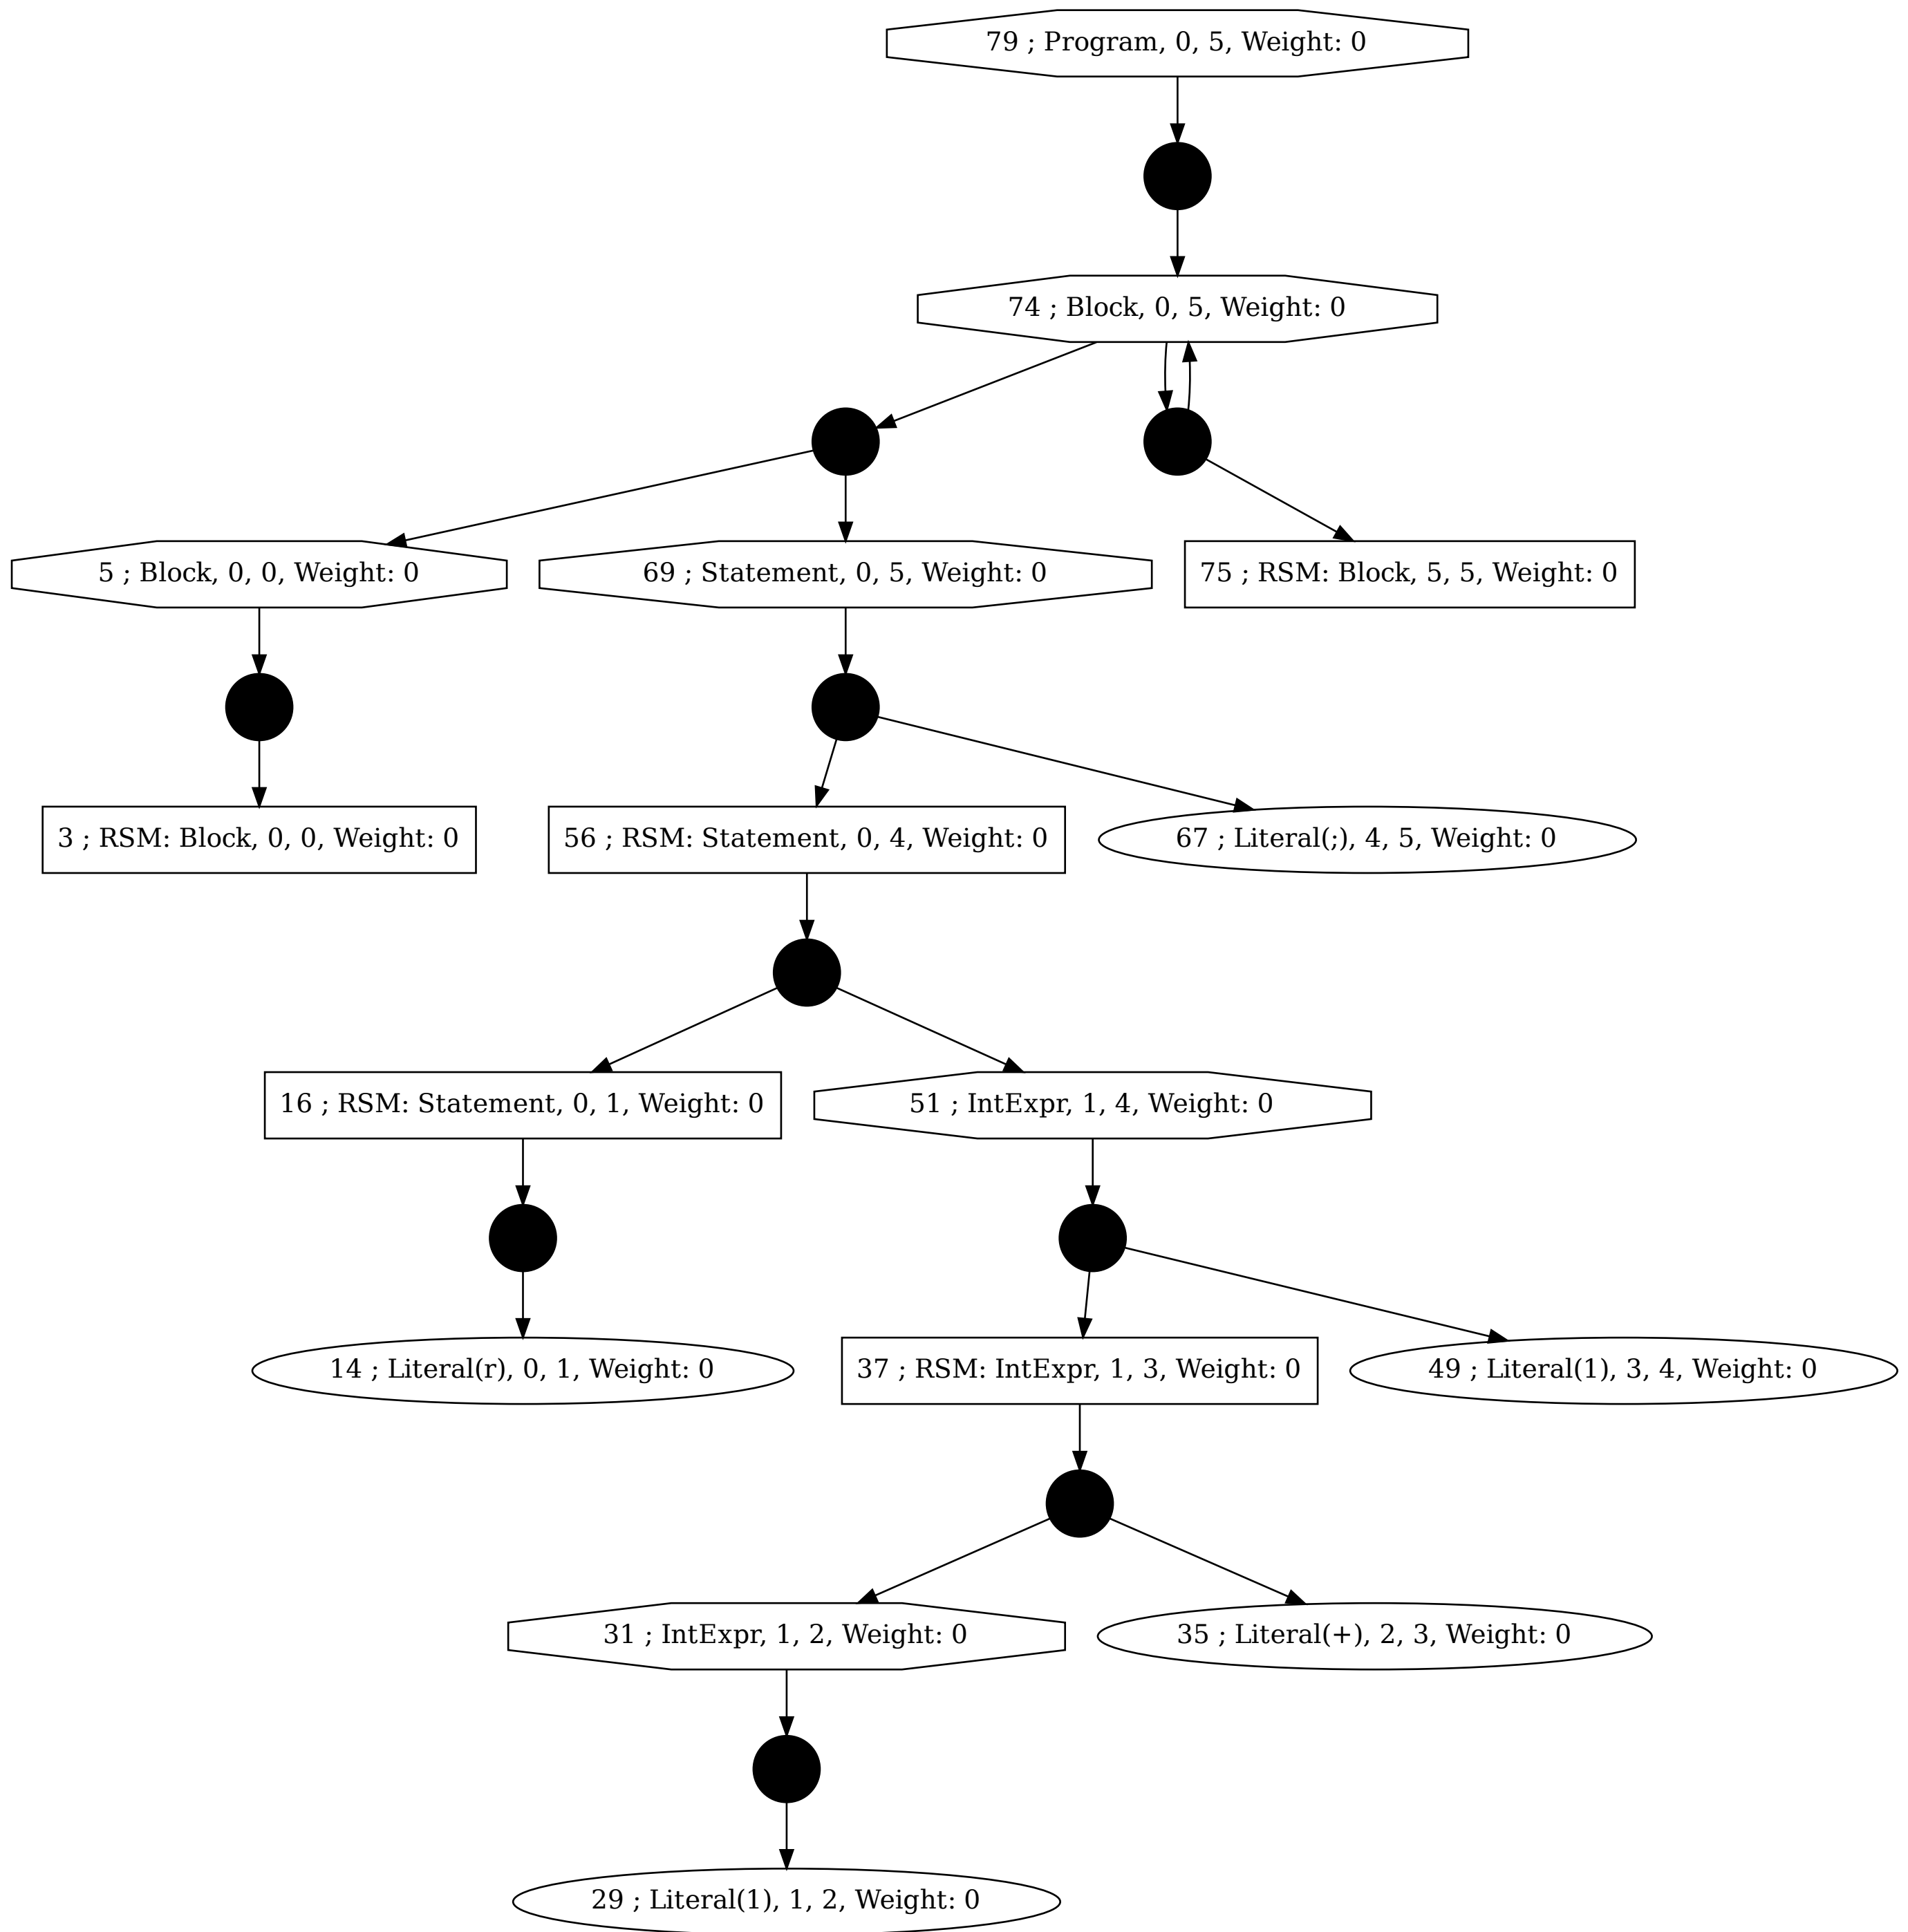 79 ; Program, 0, 5, Weight: 0
74 ; Block, 0, 5, Weight: 0
5 ; Block, 0, 0, Weight: 0
69 ; Statement, 0, 5, Weight: 0
75 ; RSM: Block, 5, 5, Weight: 0
3 ; RSM: Block, 0, 0, Weight: 0
56 ; RSM: Statement, 0, 4, Weight: 0
67 ; Literal(;), 4, 5, Weight: 0
16 ; RSM: Statement, 0, 1, Weight: 0
51 ; IntExpr, 1, 4, Weight: 0
14 ; Literal(r), 0, 1, Weight: 0
37 ; RSM: IntExpr, 1, 3, Weight: 0
49 ; Literal(1), 3, 4, Weight: 0
31 ; IntExpr, 1, 2, Weight: 0
35 ; Literal(+), 2, 3, Weight: 0
29 ; Literal(1), 1, 2, Weight: 0